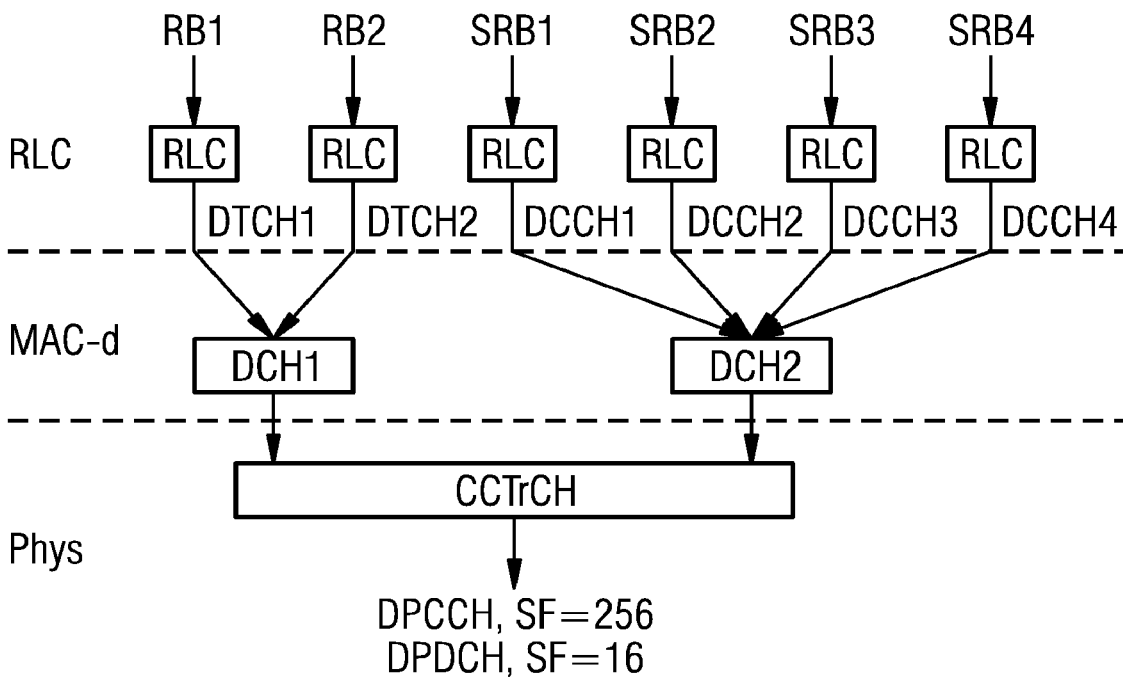 RB1 RB2 SRB1 SRB2 SRB3 SRB4
RLC RLC RLC RLC RLC RLC RLC
DTCH1 DTCH2 DCCH1 DCCH2 DCCH3 DCCH4
MAC-d
DCH1 DCH2
CCTrCH
Phys
DPCCH, SF=256
DPDCH, SF=16